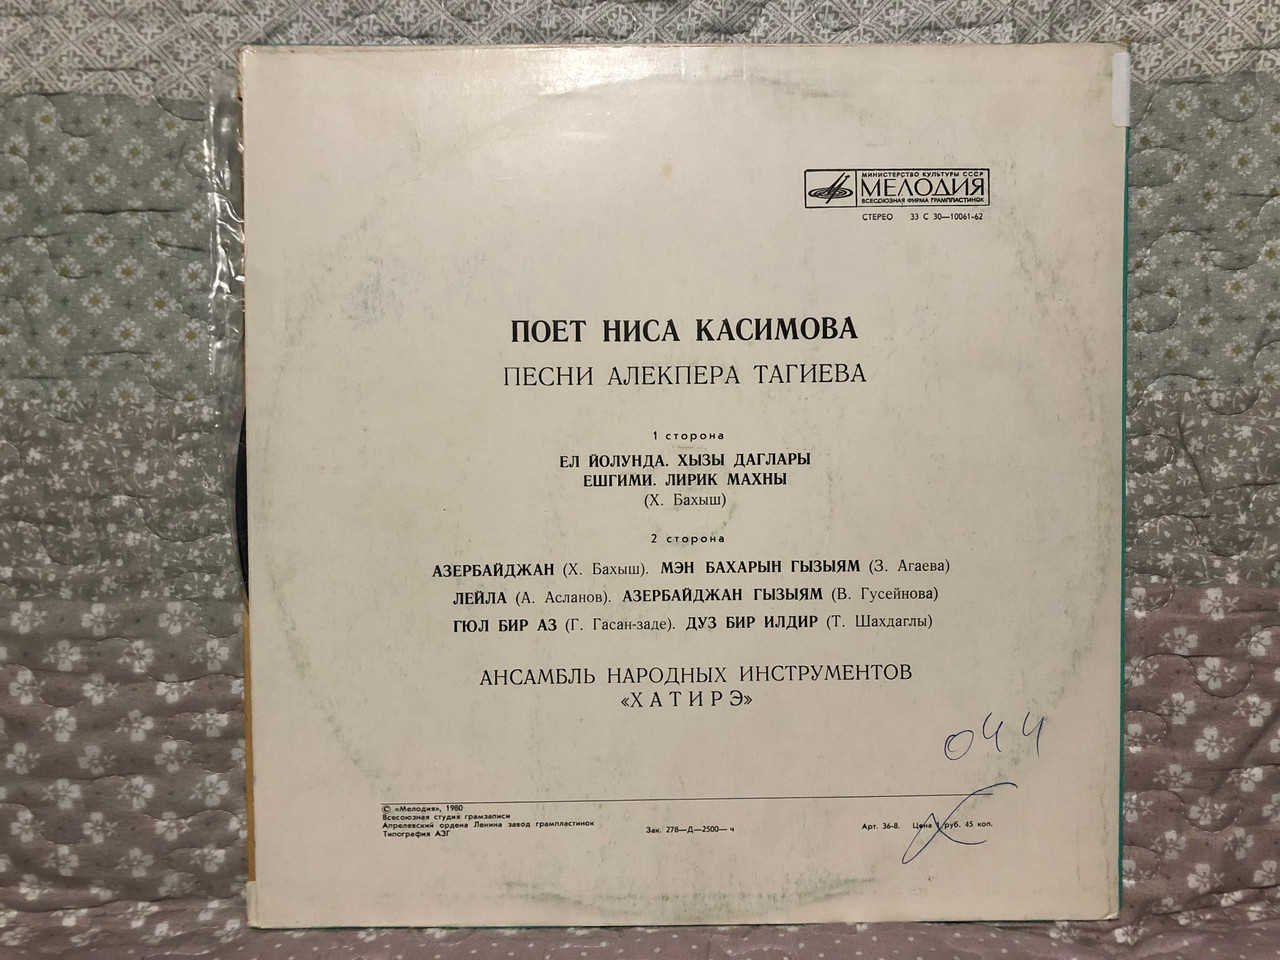 МИНИСТЕРСТВО КУЛЬТУРЫ СССР
МЕЛОДИЯ
ВСЕСОЮЗНАЯ ФИРМА ГРАМПЛАСТИНОК
СТЕРЕО 33 С 30—10061-62
ПОЕТ НИСА КАСИМОВА
ПЕСНИ АЛЕКПЕРА ТАГИЕВА
1 сторона
ЕЛ ЙОЛУНДА. ХЫЗЫ ДАГЛАРЫ
ЕШГИМИ. ЛИРИК МАХНЫ
(Х. Бахыш)
2 сторона
АЗЕРБАЙДЖАН (Х. Бахыш). МЭН БАХАРЫН ГЫЗЫЯМ (З. Агаева)
ЛЕЙЛА (А. Асланов). АЗЕРБАЙДЖАН ГЫЗЫЯМ (В. Гусейнова)
ГЮЛ БИР АЗ (Г. Гасан-заде). ДУЗ БИР ИЛДИР (Т. Шахдаглы)
АНСАМБЛЬ НАРОДНЫХ ИНСТРУМЕНТОВ
«ХАТИРЭ»
044
© «Мелодия», 1980
Всесоюзная студия грамзаписи
Апрелевский ордена Ленина завод грампластинок
Типография АЗГ
Зак. 278—Д—2500— ч
Арт. 36-8. Цена 1 руб. 45 коп.